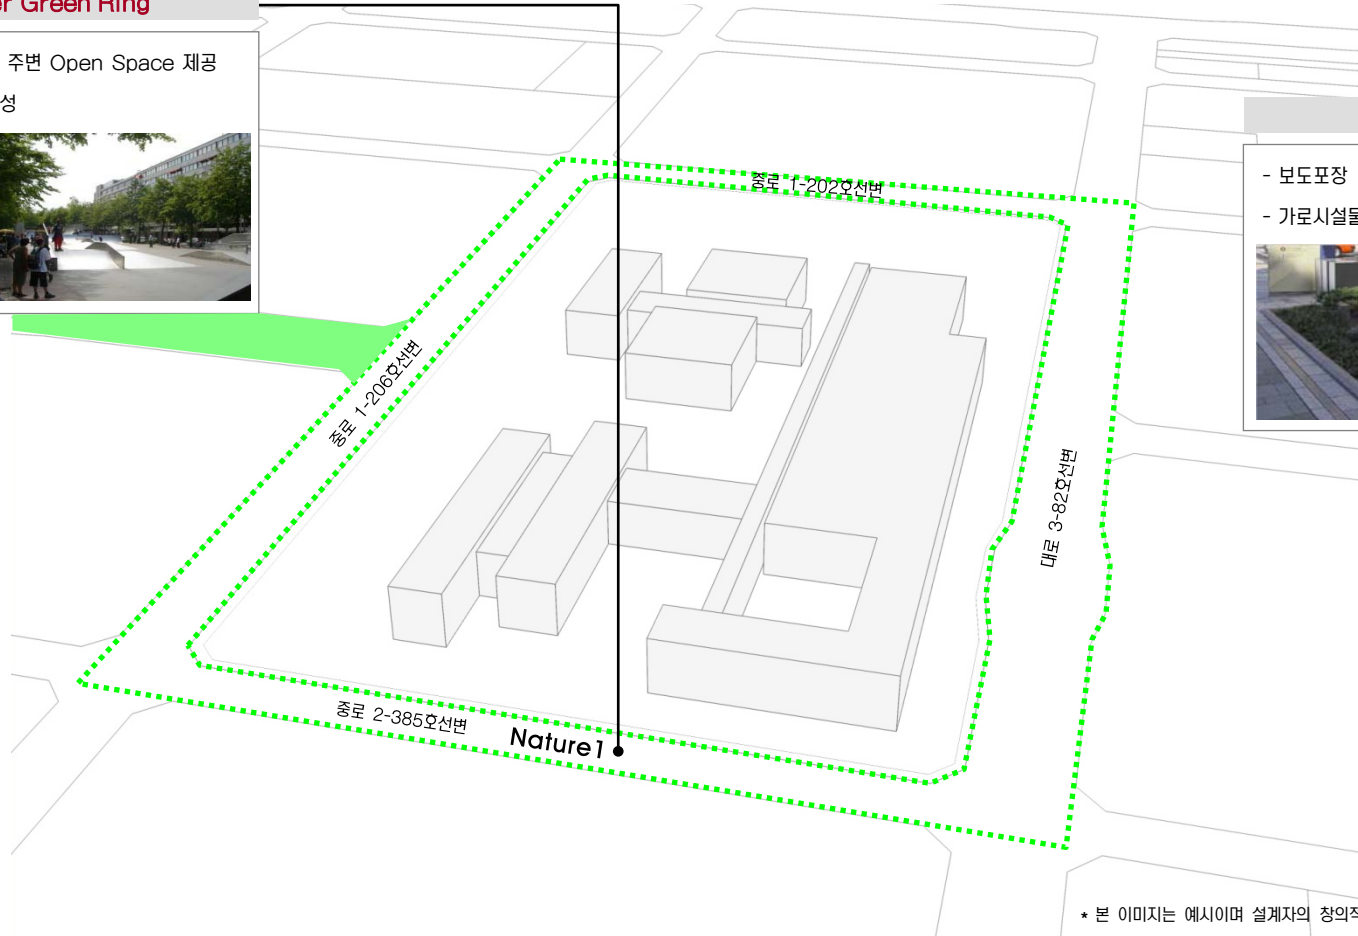 Green Ring
주변 Open Space 제공
성
중로 1-202호선변
- 보도포장
- 가로시설물
중로 1-206호선변
대로 3-82호선변
중로 2-385호선변
Nature1
* 본 이미지는 예시이며 설계자의 창의적